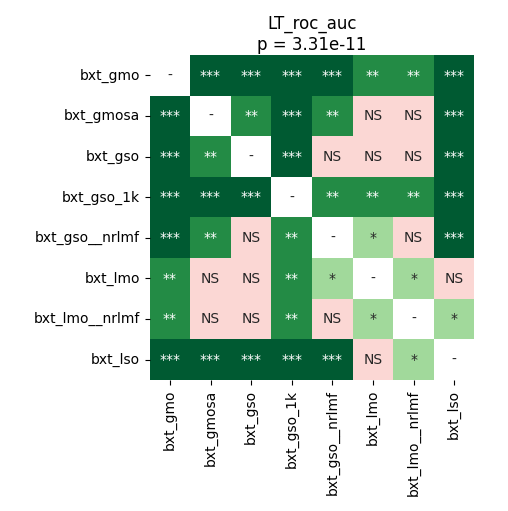 LT_roc_auc
p = 3.31e-11
bxt_gmo - *** *** *** *** ** ** ***
bxt_gmosa *** - ** *** ** NS NS ***
bxt_gso *** ** - *** NS NS NS ***
bxt_gso_1k *** *** *** - ** ** ** ***
bxt_gso__nrlmf *** ** NS ** - * NS ***
bxt_lmo ** NS NS ** * - * NS
bxt_lmo__nrlmf ** NS NS ** NS * - *
bxt_lso *** *** *** *** *** NS * -
bxt_gmo bxt_gmosa bxt_gso bxt_gso_1k bxt_gso__nrlmf bxt_lmo bxt_lmo__nrlmf bxt_lso